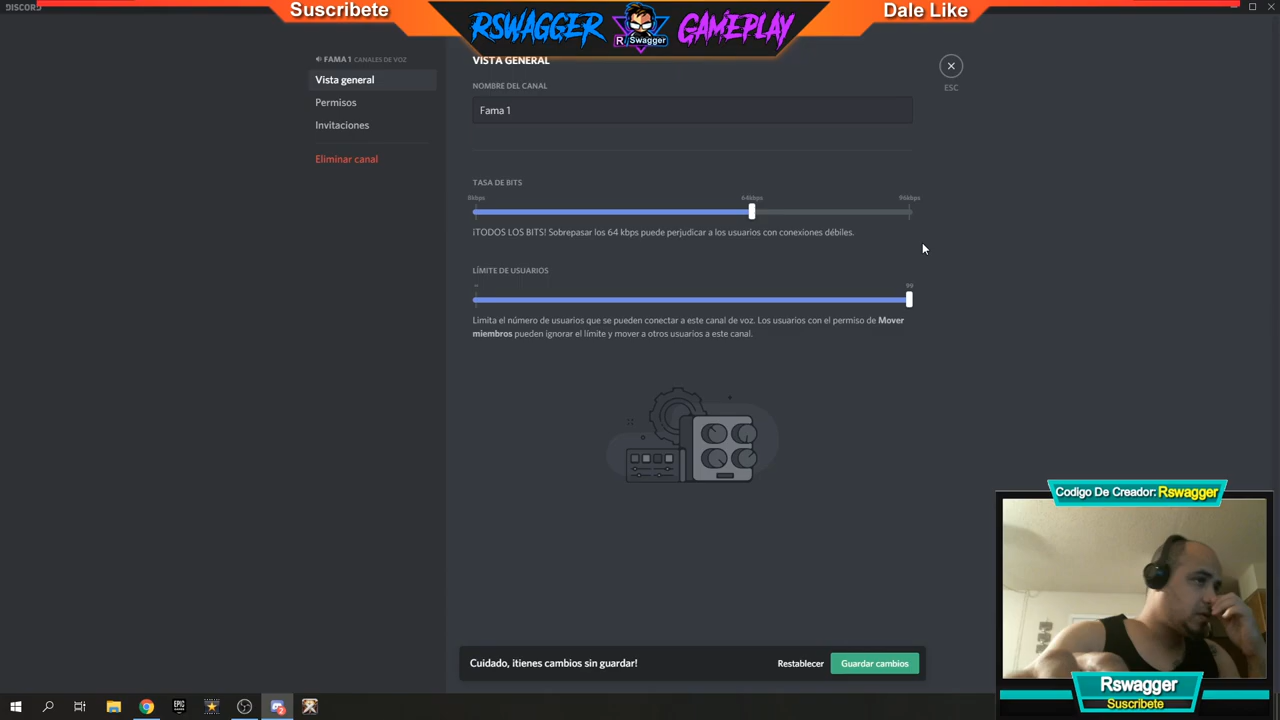 DISCORD
Suscribete
RSWAGGER
R Swagger
GAMEPLAY
Dale Like
FAMA 1 CANALES DE VOZ
Vista general
Permisos
Invitaciones
Eliminar canal
VISTA GENERAL
ESC
NOMBRE DEL CANAL
Fama 1
TASA DE BITS
8kbps
64kbps
96kbps
¡TODOS LOS BITS! Sobrepasar los 64 kbps puede perjudicar a los usuarios con conexiones débiles.
LÍMITE DE USUARIOS
∞
99
Limita el número de usuarios que se pueden conectar a este canal de voz. Los usuarios con el permiso de Mover
miembros pueden ignorar el límite y mover a otros usuarios a este canal.
Cuidado, ¡tienes cambios sin guardar!
Restablecer
Guardar cambios
Codigo De Creador: Rswagger
Rswagger
Suscribete
EPIC